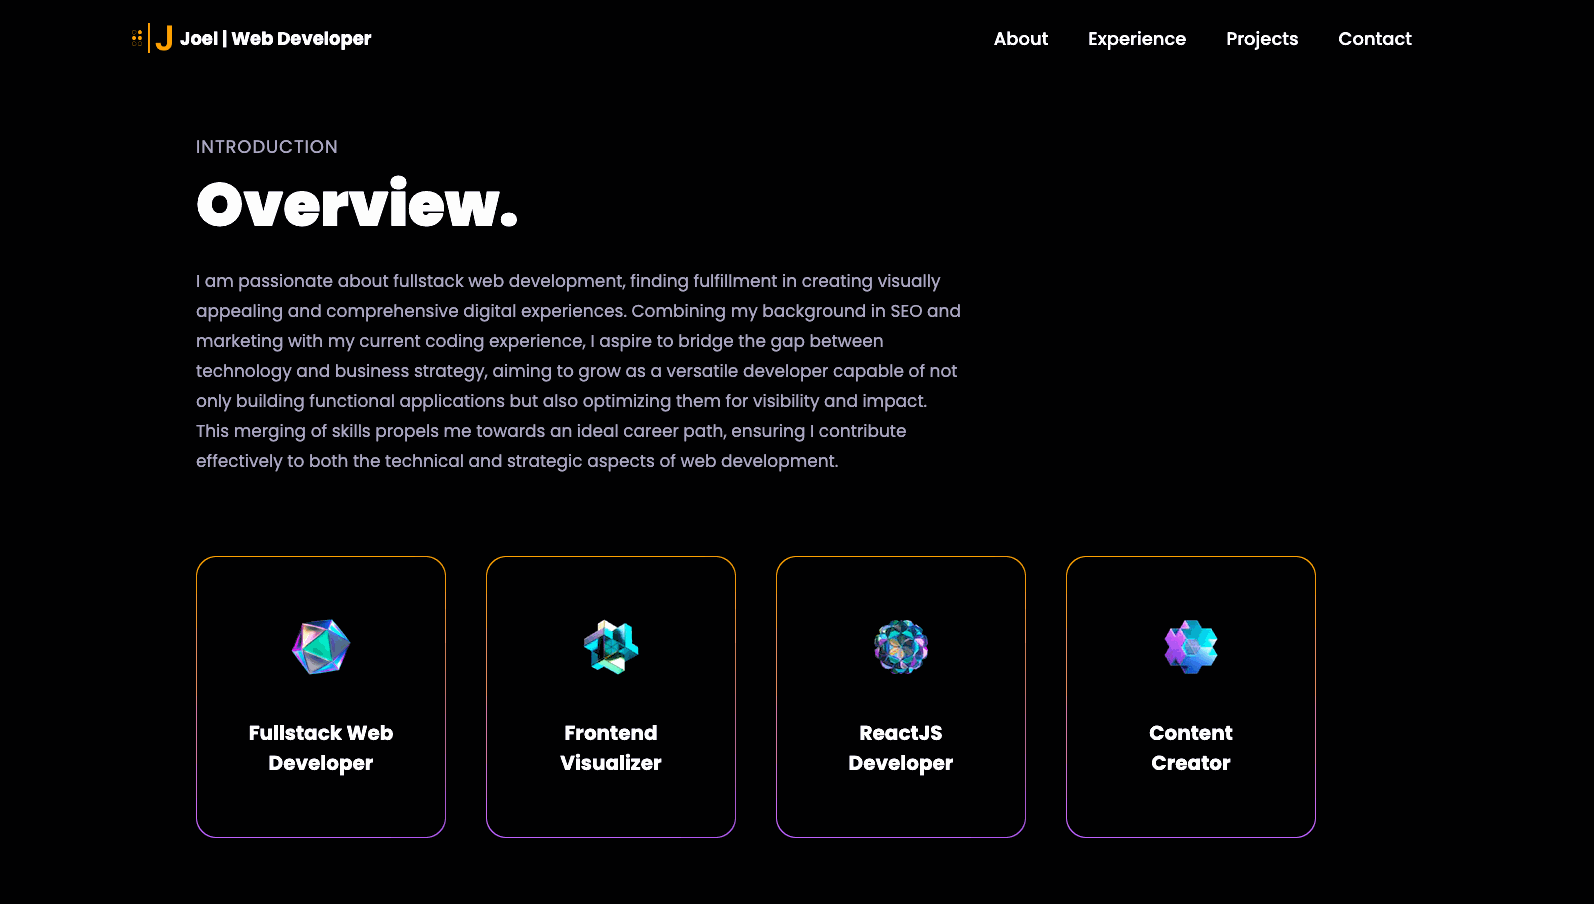 J Joel | Web Developer
About Experience Projects Contact
INTRODUCTION
Overview.
I am passionate about fullstack web development, finding fulfillment in creating visually
appealing and comprehensive digital experiences. Combining my background in SEO and
marketing with my current coding experience, I aspire to bridge the gap between
technology and business strategy, aiming to grow as a versatile developer capable of not
only building functional applications but also optimizing them for visibility and impact.
This merging of skills propels me towards an ideal career path, ensuring I contribute
effectively to both the technical and strategic aspects of web development.
Fullstack Web
Developer
Frontend
Visualizer
ReactJS
Developer
Content
Creator